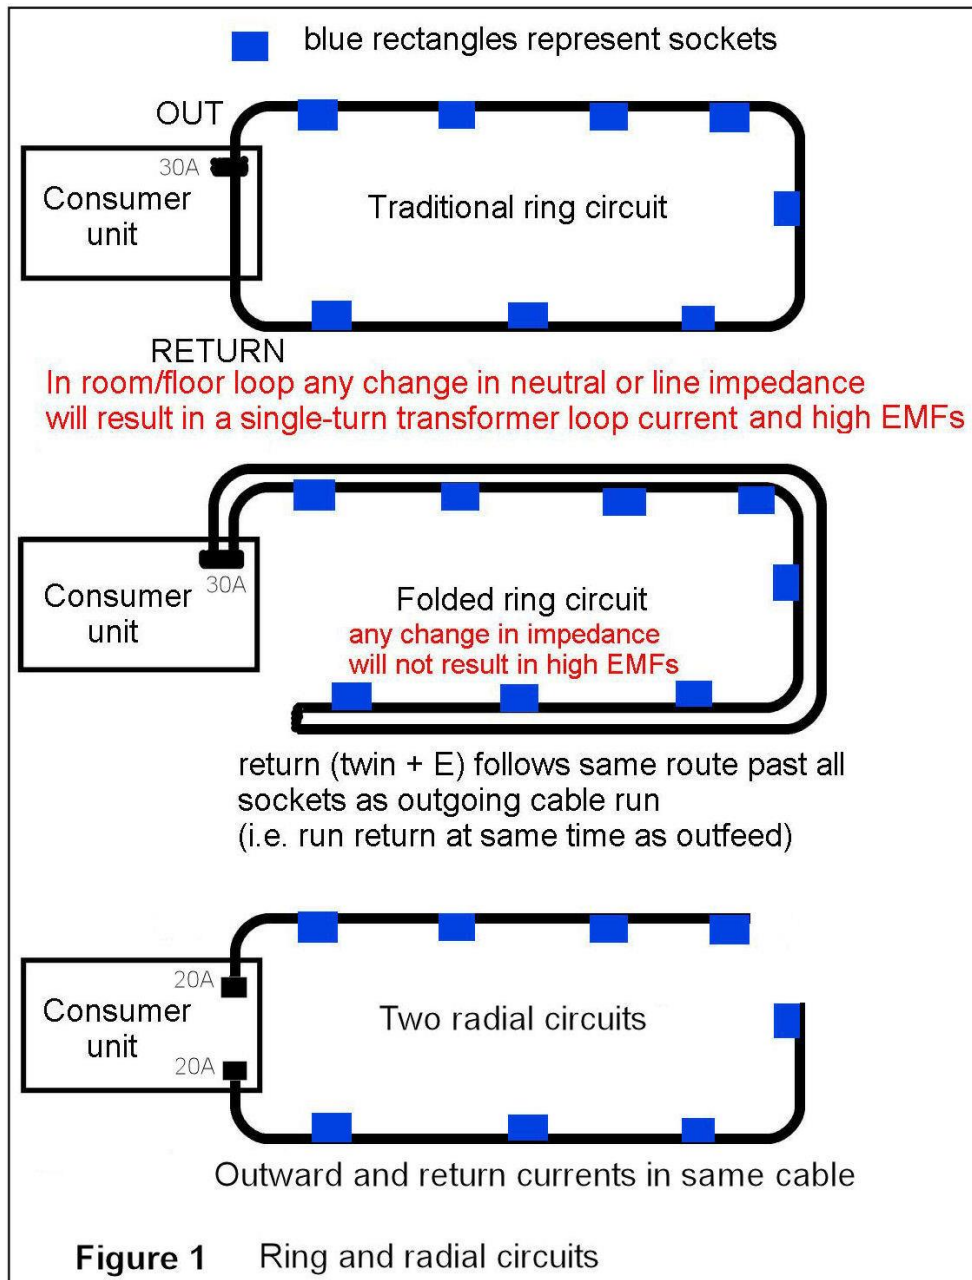 blue rectangles represent sockets
OUT
30A
Consumer
unit
Traditional ring circuit
RETURN
In room/floor loop any change in neutral or line impedance
will result in a single-turn transformer loop current and high EMFs
30A
Consumer
unit
Folded ring circuit
any change in impedance
will not result in high EMFs
return (twin + E) follows same route past all
sockets as outgoing cable run
(i.e. run return at same time as outfeed)
20A
Consumer
unit
Two radial circuits
20A
Outward and return currents in same cable
Figure 1 Ring and radial circuits